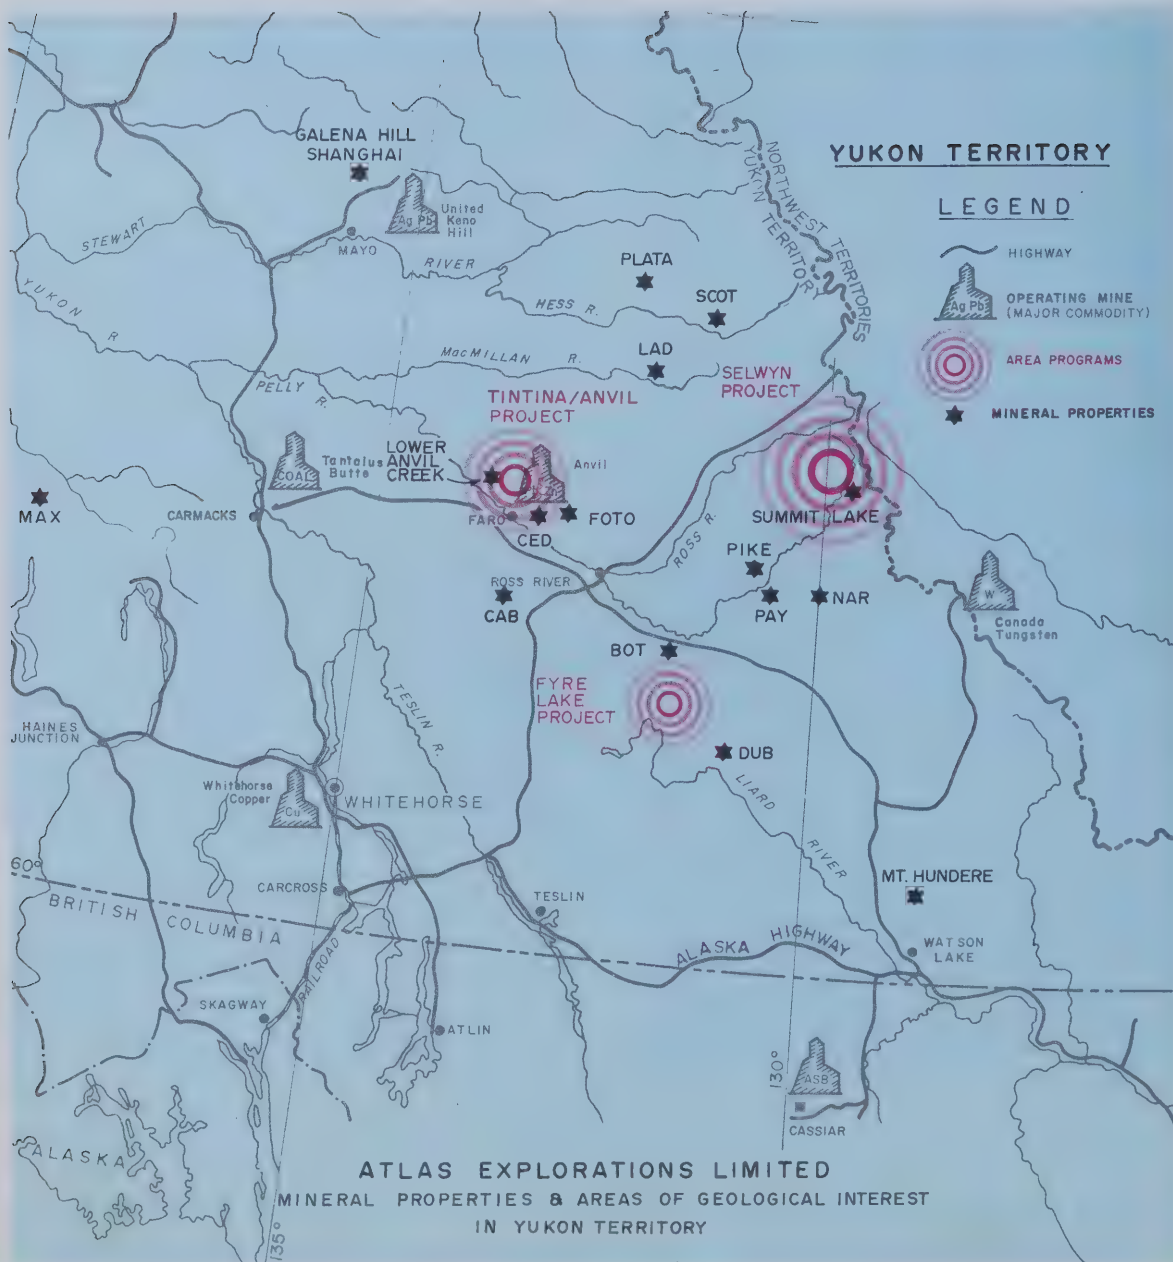 GALENA HILL
SHANGHAI
Ag Pb
United
Keno
Hill
STEWART
MAYO
RIVER
YUKON R
HESS R.
PLATA
SCOT
MacMILLAN R.
LAD
PELLY
R.
NORTHWEST TERRITORIES
YUKON TERRITORY
YUKON TERRITORY
LEGEND
HIGHWAY
Ag Pb
OPERATING MINE
(MAJOR COMMODITY)
AREA PROGRAMS
MINERAL PROPERTIES
SELWYN
PROJECT
TINTINA/ANVIL
PROJECT
COAL
Tantalus
Butte
LOWER
ANVIL
CREEK
Anvil
MAX
CARMACKS
FARO
CED
FOTO
SUMMIT LAKE
ROSS R.
ROSS RIVER
CAB
PIKE
PAY
NAR
W
Canada
Tungsten
BOT
FYRE
LAKE
PROJECT
TESLIN R.
DUB
LIARD RIVER
HAINES
JUNCTION
Whitehorse
Copper
Cu
WHITEHORSE
60°
BRITISH COLUMBIA
CARCROSS
TESLIN
MT. HUNDERE
ALASKA HIGHWAY
WATSON
LAKE
RAILROAD
SKAGWAY
ATLIN
130°
ASB
CASSIAR
ALASKA
135°
ATLAS EXPLORATIONS LIMITED
MINERAL PROPERTIES & AREAS OF GEOLOGICAL INTEREST
IN YUKON TERRITORY